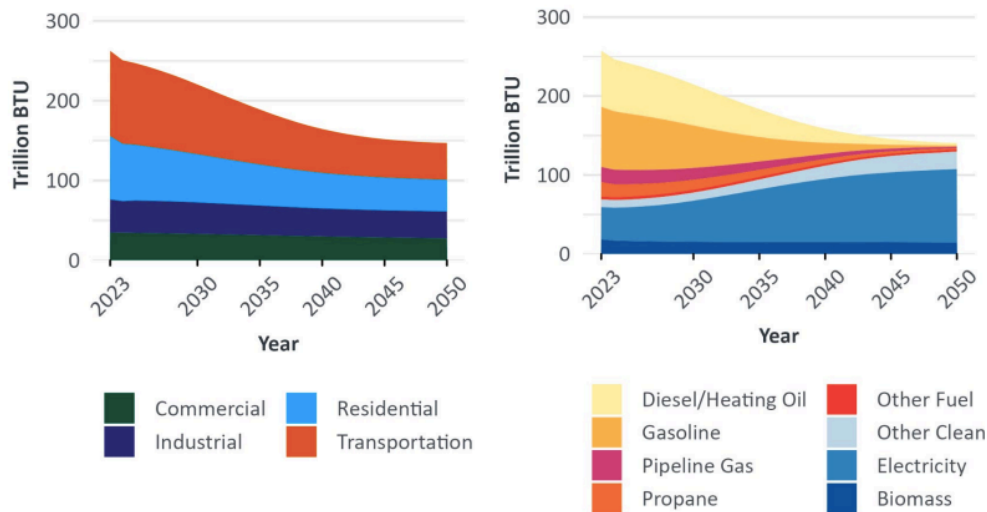 300
200
100
0
Trillion BTU
2023
2030
2035
2040
2045
2050
Year
Commercial
Residential
Industrial
Transportation
300
200
100
0
Trillion BTU
2023
2030
2035
2040
2045
2050
Year
Diesel/Heating Oil
Other Fuel
Gasoline
Other Clean
Pipeline Gas
Electricity
Propane
Biomass